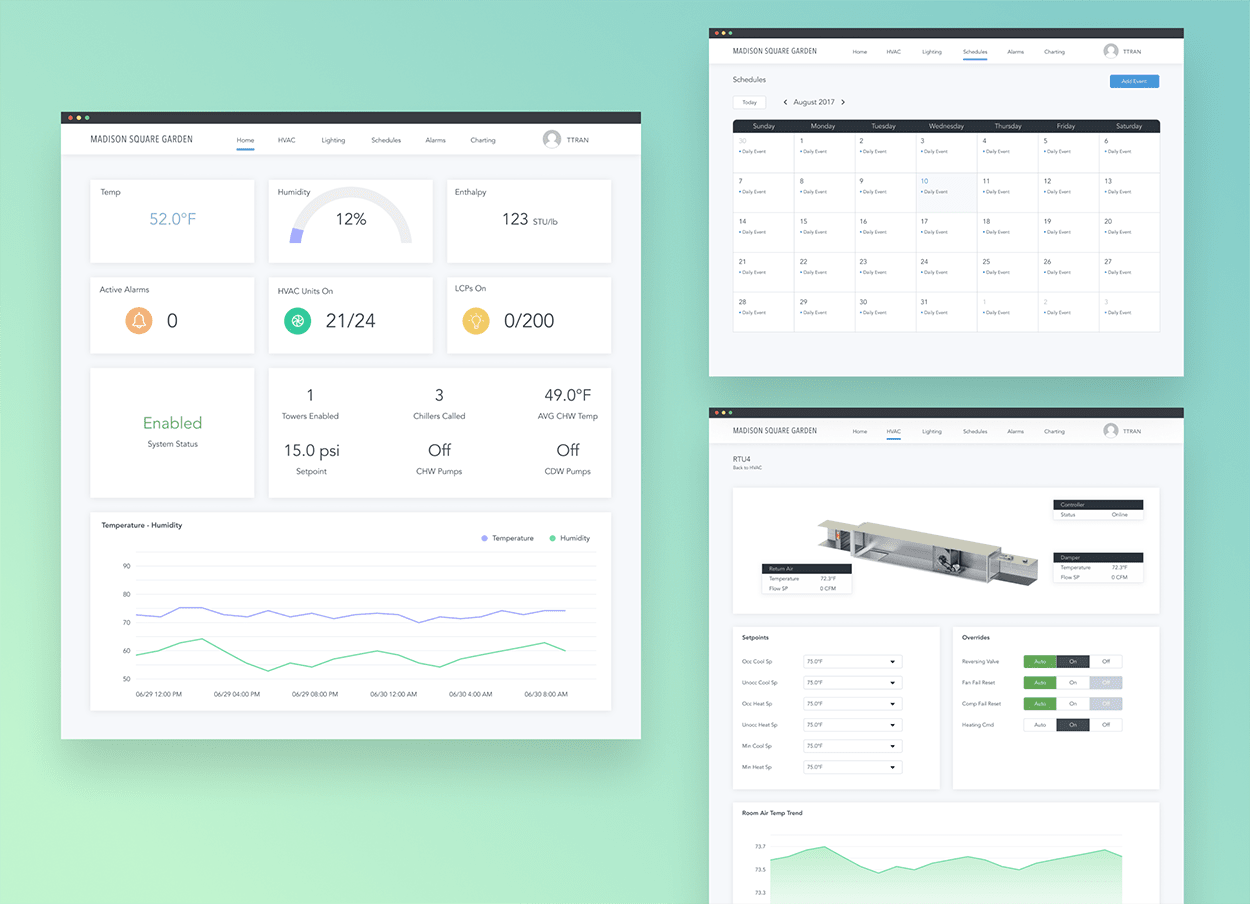 MADISON SQUARE GARDEN Home HVAC Lighting Schedules Alarms Charting TTRAN
Temp Humidity Enthalpy
52.0°F 12% 123 STU/lb
Active Alarms HVAC Units On LCPs On
0 21/24 0/200
Enabled
System Status
1 3 49.0°F
Towers Enabled Chillers Called AVG CHW Temp
15.0 psi Off Off
Setpoint CHW Pumps CDW Pumps
Temperature - Humidity
Temperature Humidity
90
80
70
60
50
06/29 12:00 PM 06/29 04:00 PM 06/29 08:00 PM 06/30 12:00 AM 06/30 4:00 AM 06/30 8:00 AM
MADISON SQUARE GARDEN Home HVAC Lighting Schedules Alarms Charting TTRAN
Schedules Add Event
Today < August 2017 >
Sunday Monday Tuesday Wednesday Thursday Friday Saturday
30 1 2 3 4 5 6
• Daily Event • Daily Event • Daily Event • Daily Event • Daily Event • Daily Event • Daily Event
7 8 9 10 11 12 13
• Daily Event • Daily Event • Daily Event • Daily Event • Daily Event • Daily Event • Daily Event
14 15 16 17 18 19 20
• Daily Event • Daily Event • Daily Event • Daily Event • Daily Event • Daily Event • Daily Event
21 22 23 24 25 26 27
• Daily Event • Daily Event • Daily Event • Daily Event • Daily Event • Daily Event • Daily Event
28 29 30 31 1 2 3
• Daily Event • Daily Event • Daily Event • Daily Event • Daily Event • Daily Event • Daily Event
MADISON SQUARE GARDEN Home HVAC Lighting Schedules Alarms Charting TTRAN
RTU4
Back to HVAC
Controller
Status Online
Damper
Temperature 72.3°F
Flow SP 0 CFM
Return Air
Temperature 72.3°F
Flow SP 0 CFM
Setpoints
Occ Cool Sp 75.0°F
Unocc Cool Sp 75.0°F
Occ Heat Sp 75.0°F
Unocc Heat Sp 75.0°F
Min Cool Sp 75.0°F
Min Heat Sp 75.0°F
Overrides
Reversing Valve Auto On Off
Fan Fail Reset Auto On Off
Comp Fail Reset Auto On Off
Heating Cmd Auto On Off
Room Air Temp Trend
73.7
73.5
73.3